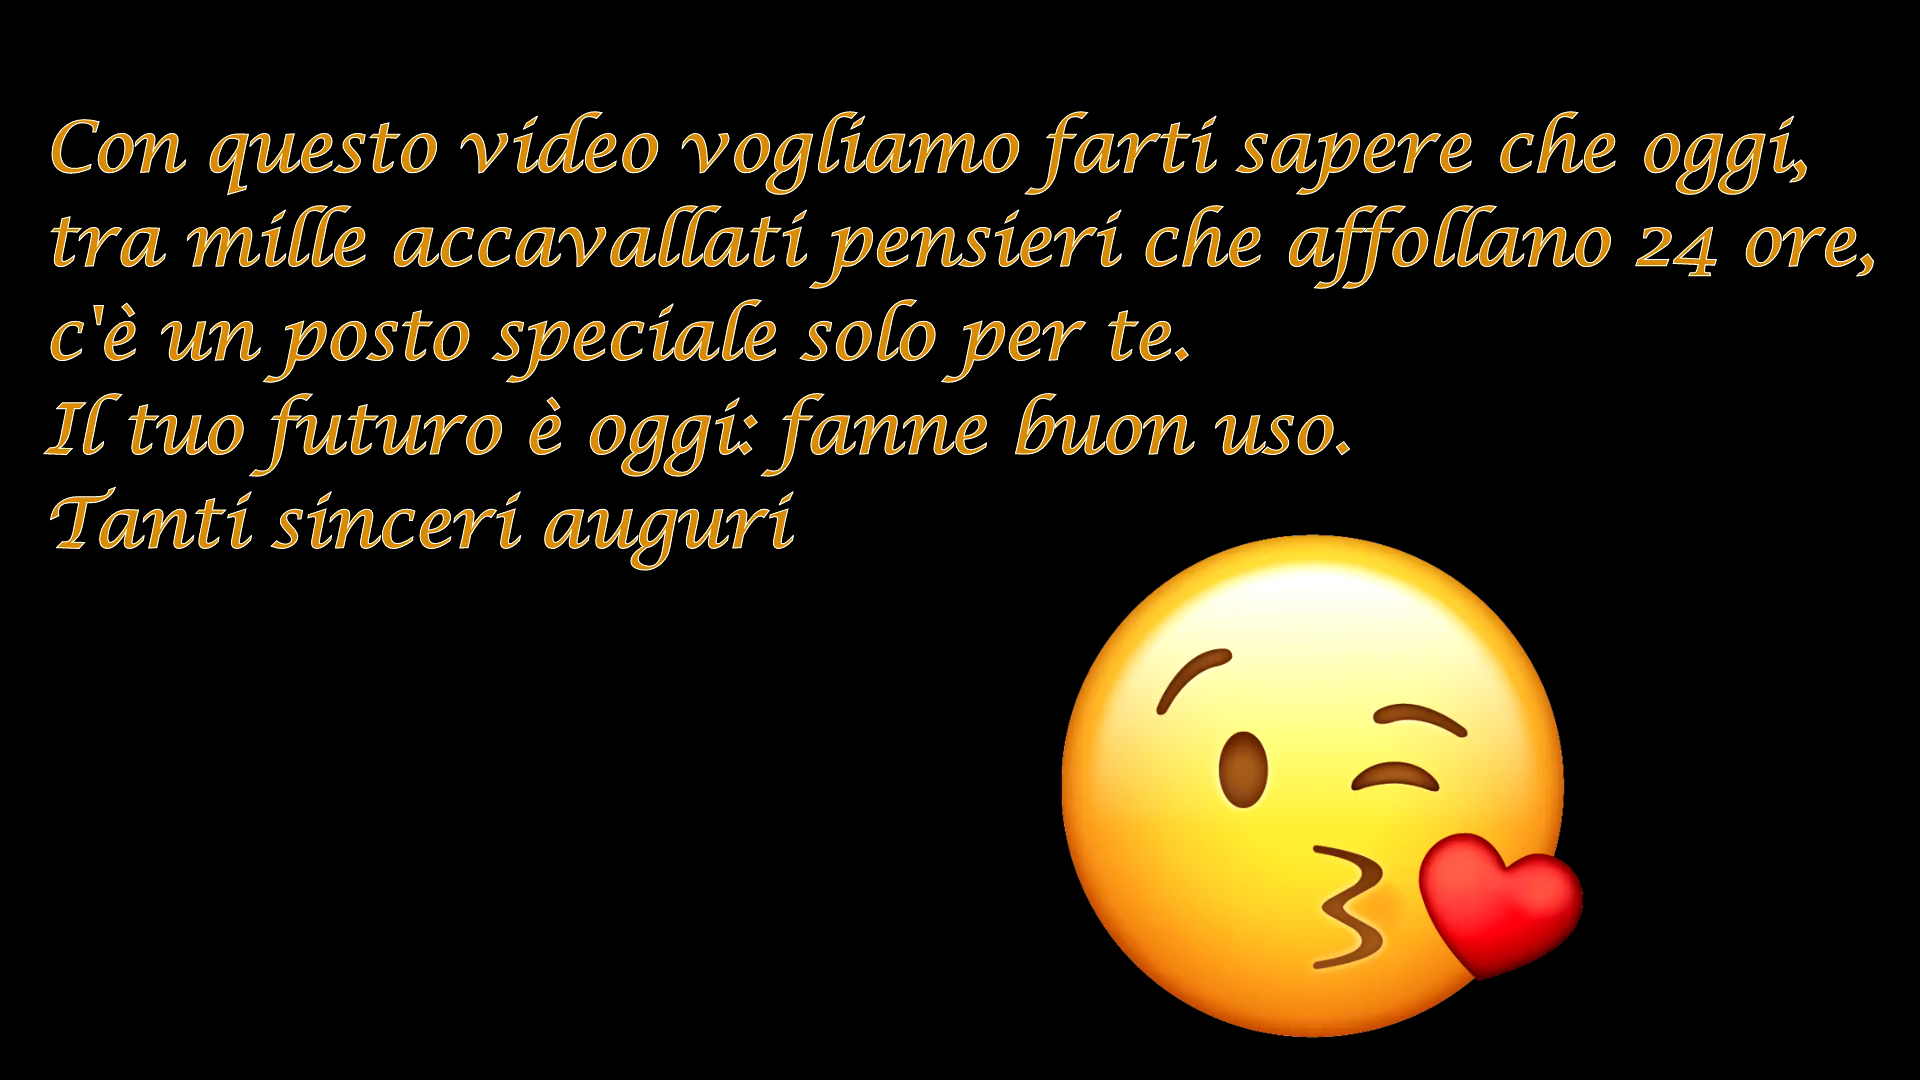 Con questo video vogliamo farti sapere che oggi,
tra mille accavallati pensieri che affollano 24 ore,
c'è un posto speciale solo per te.
Il tuo futuro è oggi: fanne buon uso.
Tanti sinceri auguri